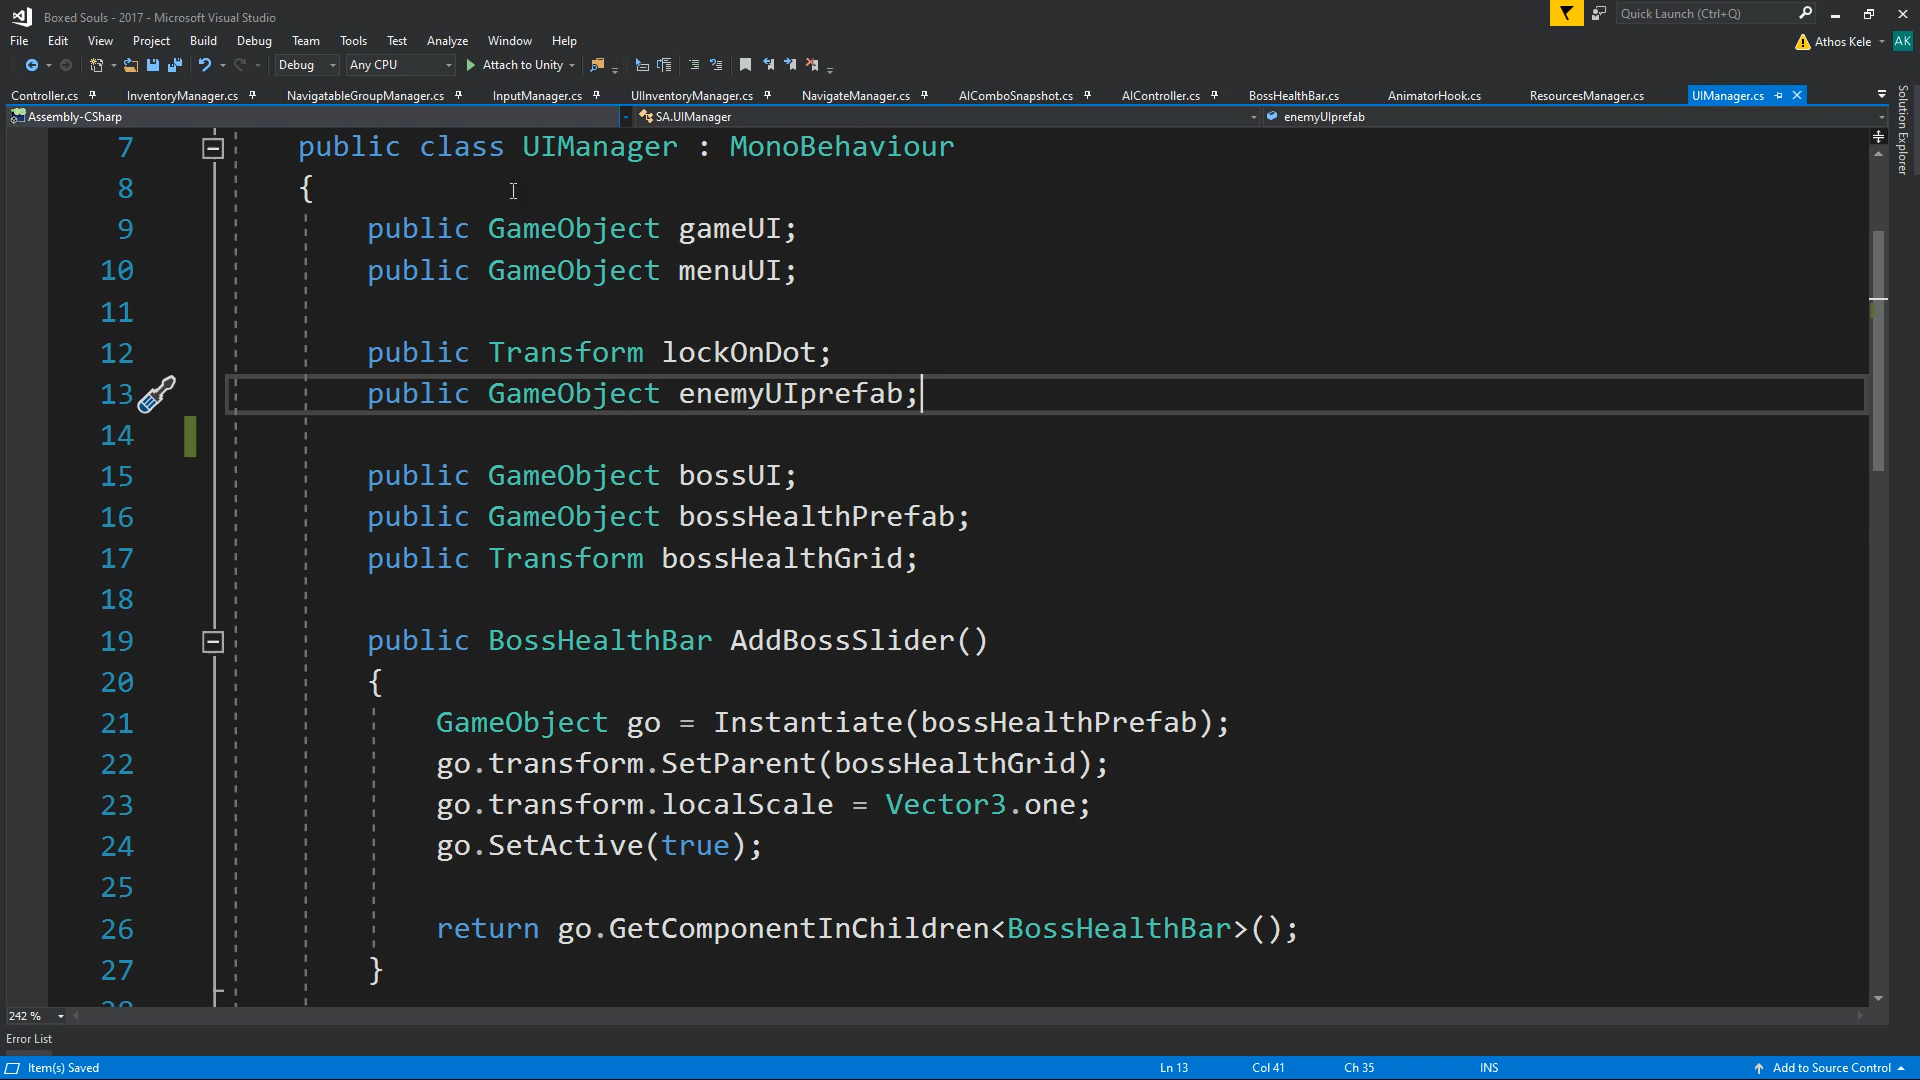 Boxed Souls - 2017 - Microsoft Visual Studio
Quick Launch (Ctrl+Q)
File Edit View Project Build Debug Team Tools Test Analyze Window Help
Athos Kele AK
Debug Any CPU Attach to Unity
Controller.cs InventoryManager.cs NavigatableGroupManager.cs InputManager.cs UIInventoryManager.cs NavigateManager.cs AIComboSnapshot.cs AIController.cs BossHealthBar.cs AnimatorHook.cs ResourcesManager.cs UIManager.cs
Solution Explorer
Assembly-CSharp SA.UIManager enemyUIprefab
7 public class UIManager : MonoBehaviour
8 {
9 public GameObject gameUI;
10 public GameObject menuUI;
11
12 public Transform lockOnDot;
13 public GameObject enemyUIprefab;
14
15 public GameObject bossUI;
16 public GameObject bossHealthPrefab;
17 public Transform bossHealthGrid;
18
19 public BossHealthBar AddBossSlider()
20 {
21 GameObject go = Instantiate(bossHealthPrefab);
22 go.transform.SetParent(bossHealthGrid);
23 go.transform.localScale = Vector3.one;
24 go.SetActive(true);
25
26 return go.GetComponentInChildren<BossHealthBar>();
27 }
28
242 %
Error List
Item(s) Saved Ln 13 Col 41 Ch 35 INS Add to Source Control